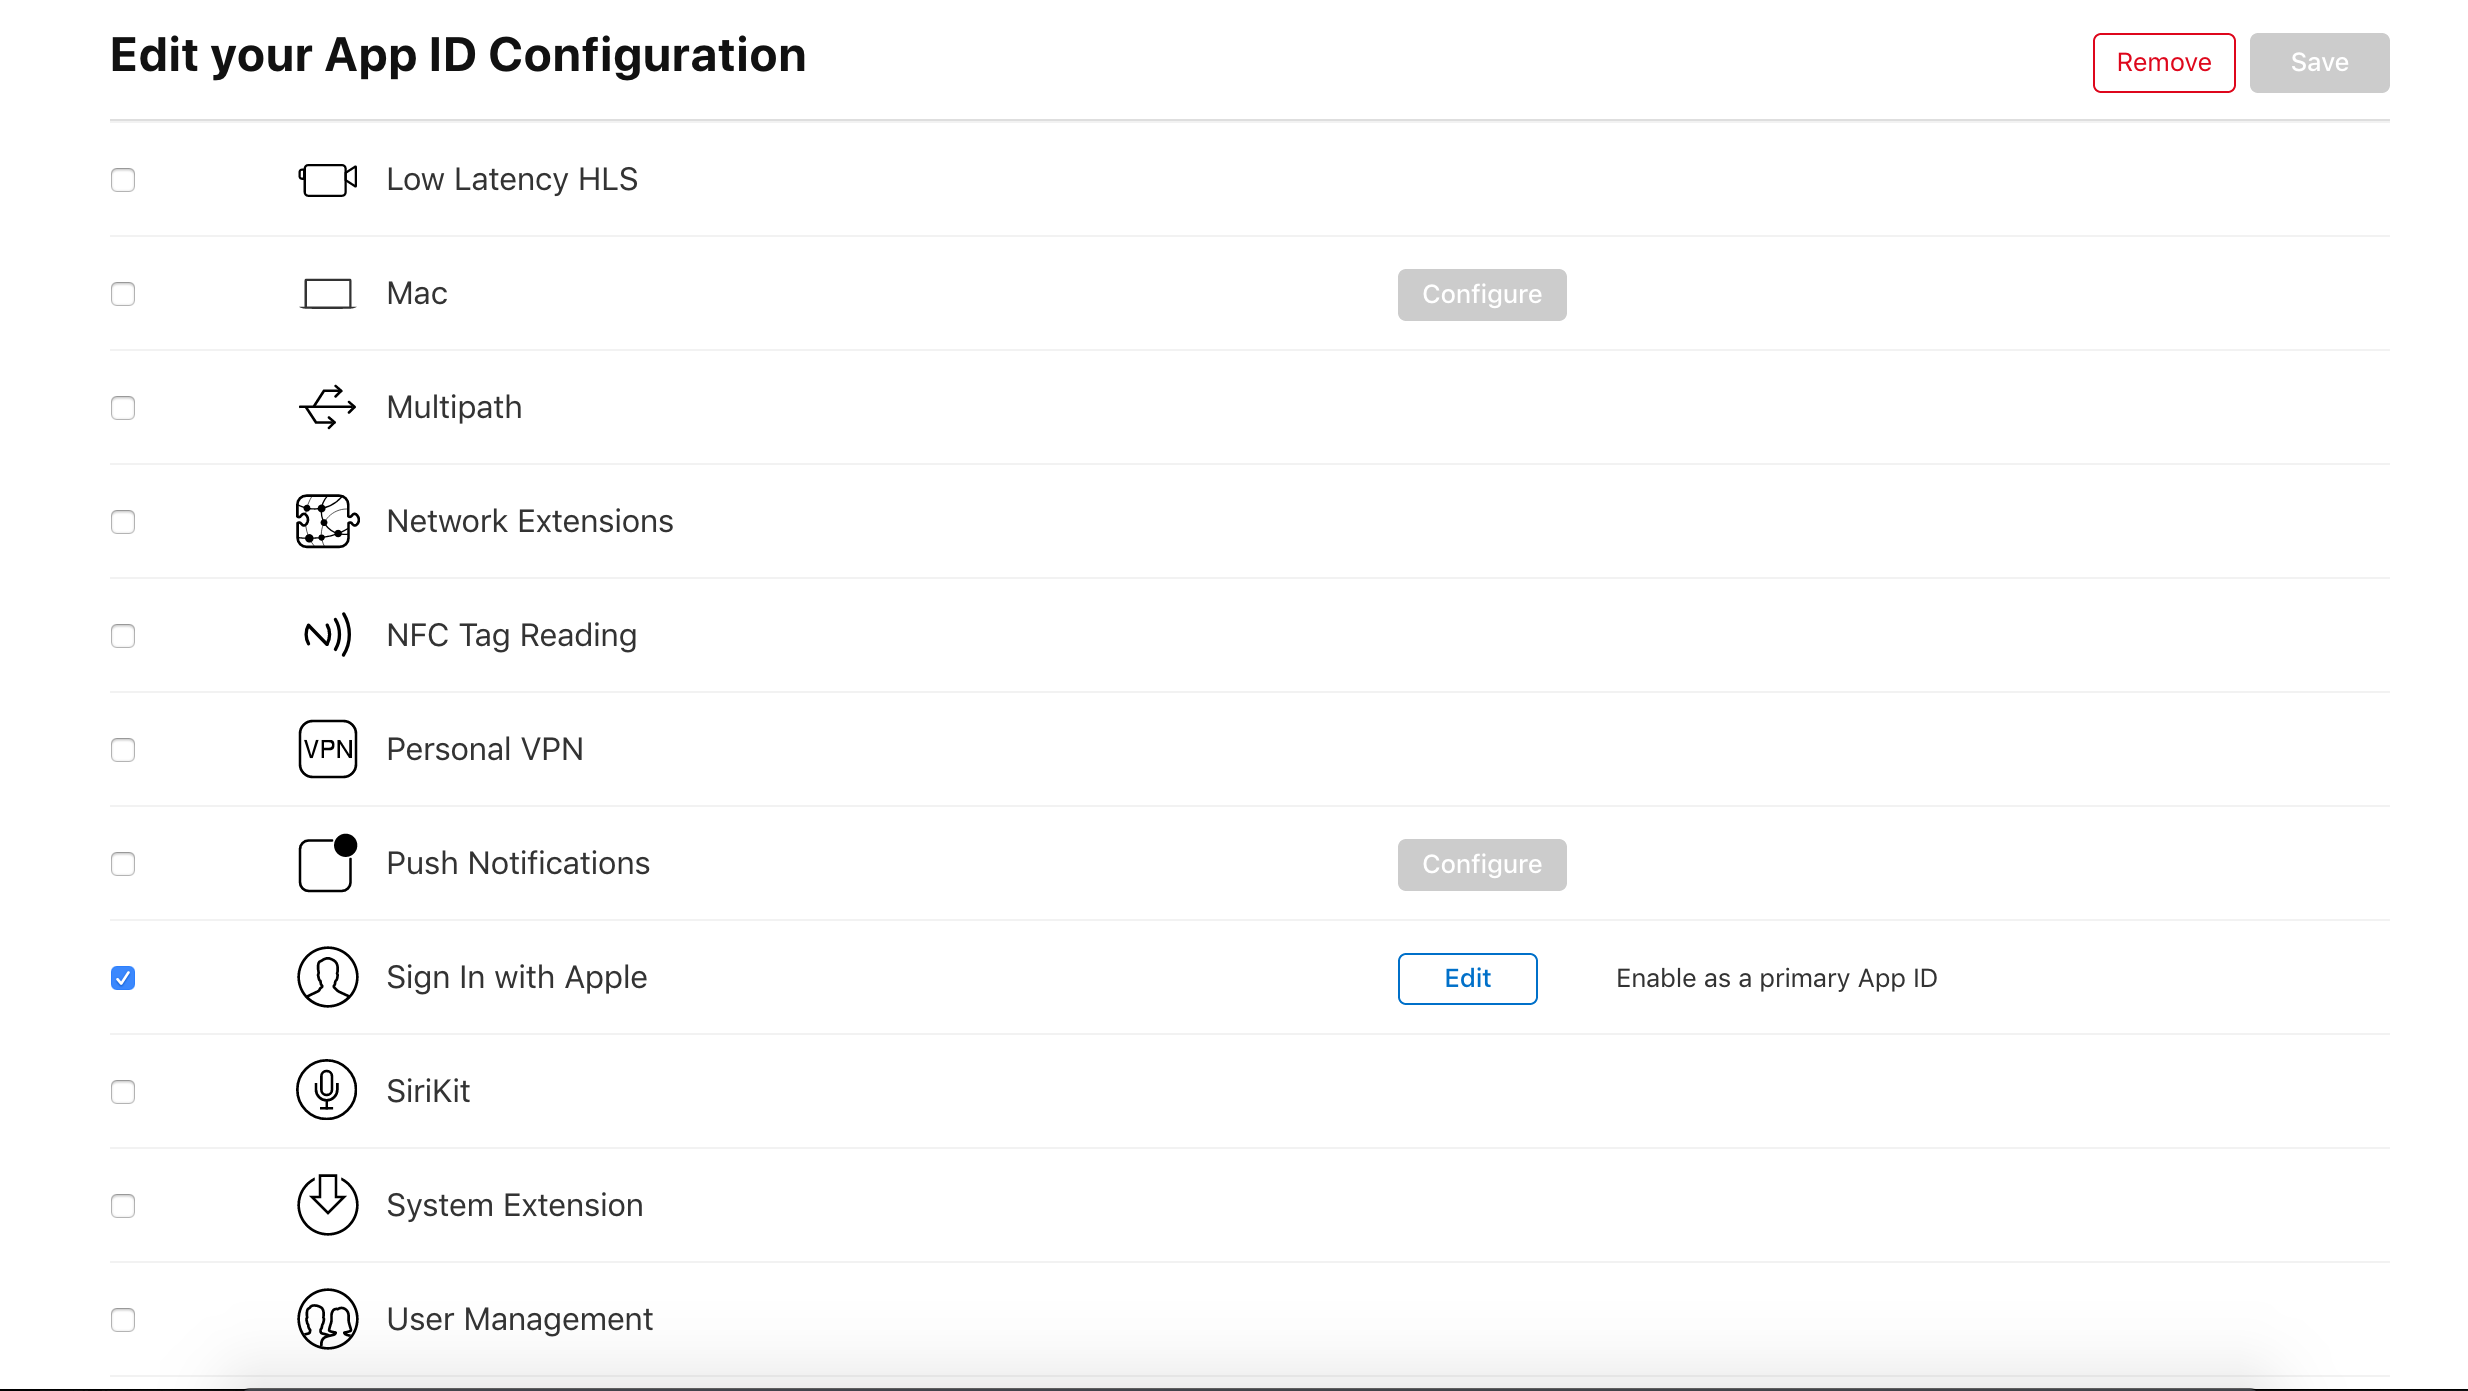 Edit your App ID Configuration
Remove
Save
Low Latency HLS
Mac
Configure
Multipath
Network Extensions
NFC Tag Reading
VPN
Personal VPN
Push Notifications
Configure
Sign In with Apple
Edit
Enable as a primary App ID
SiriKit
System Extension
User Management